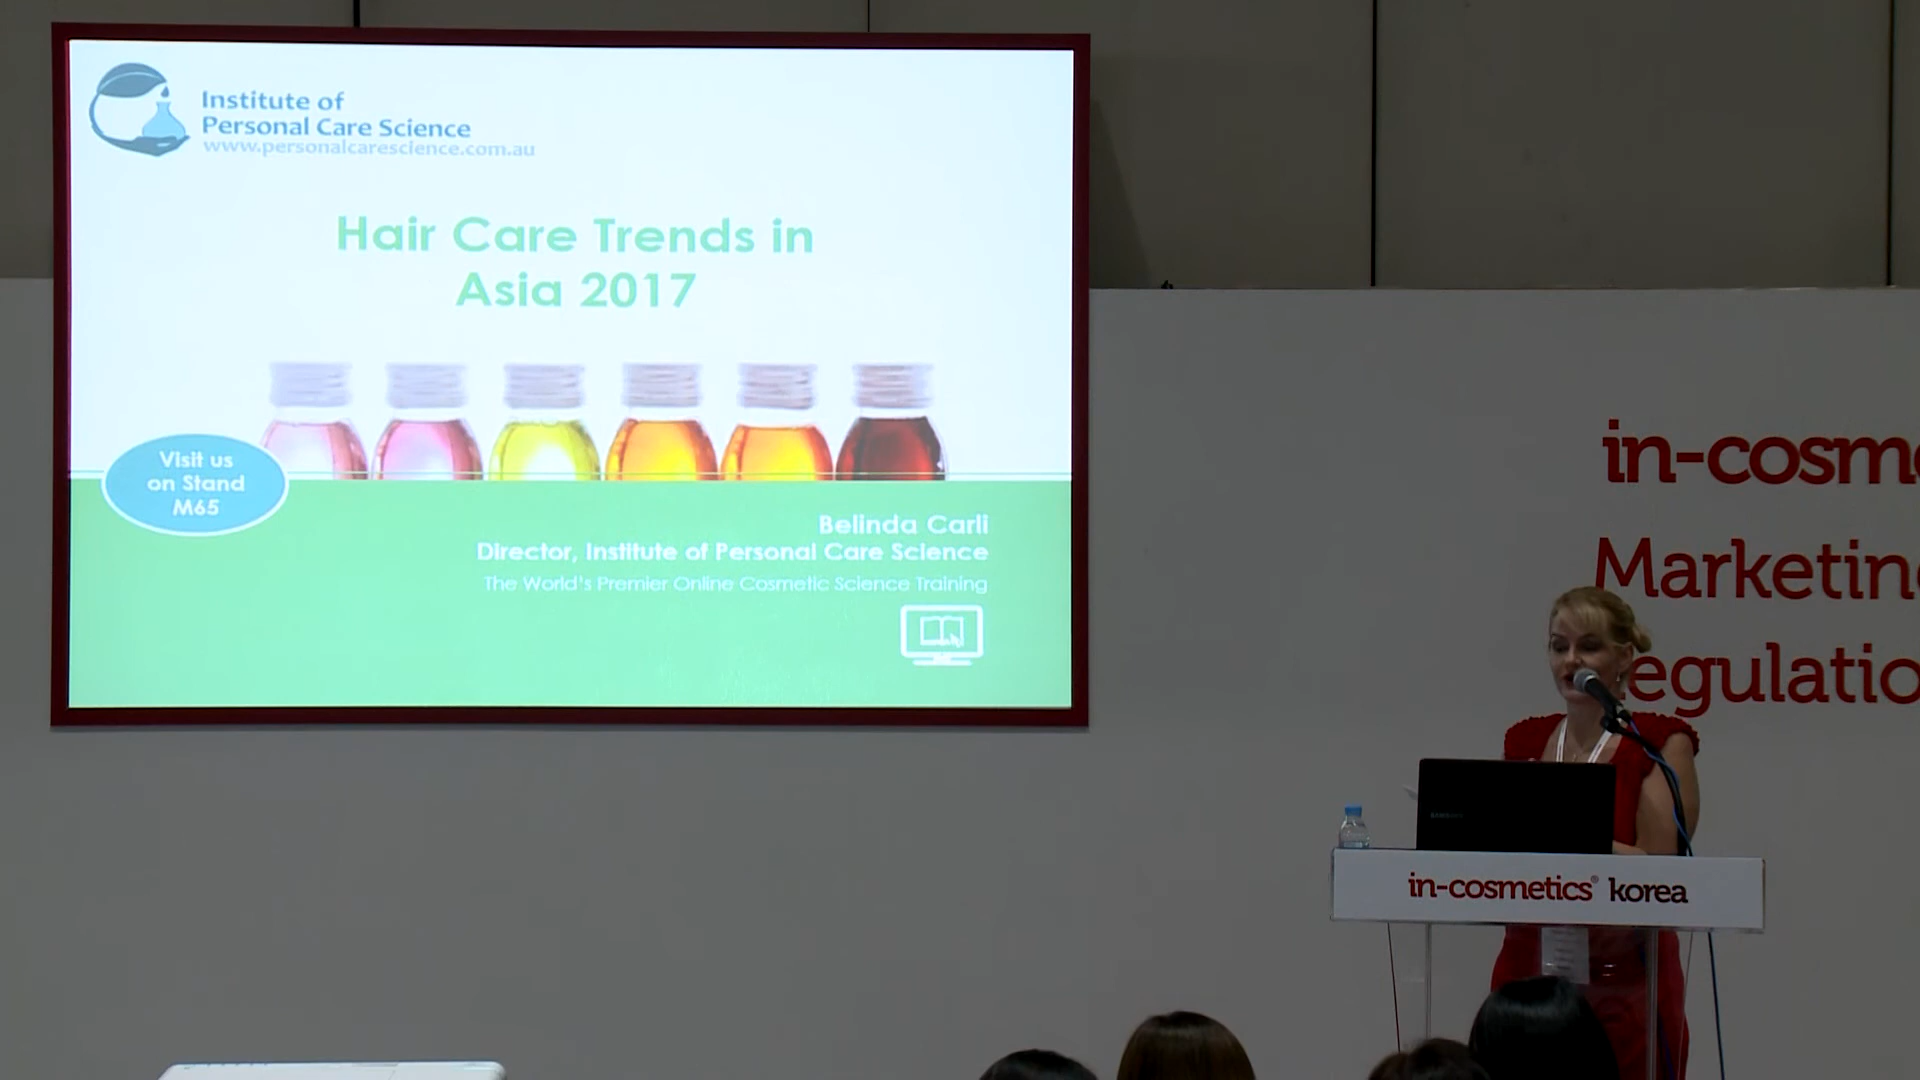 Institute of
Personal Care Science
www.personalcarescience.com.au
Hair Care Trends in
Asia 2017
Visit us
on Stand
M65
Belinda Carli
Director, Institute of Personal Care Science
The World's Premier Online Cosmetic Science Training
in-cosm
Marketin
egulatio
SAMSUNG
in-cosmetics® korea